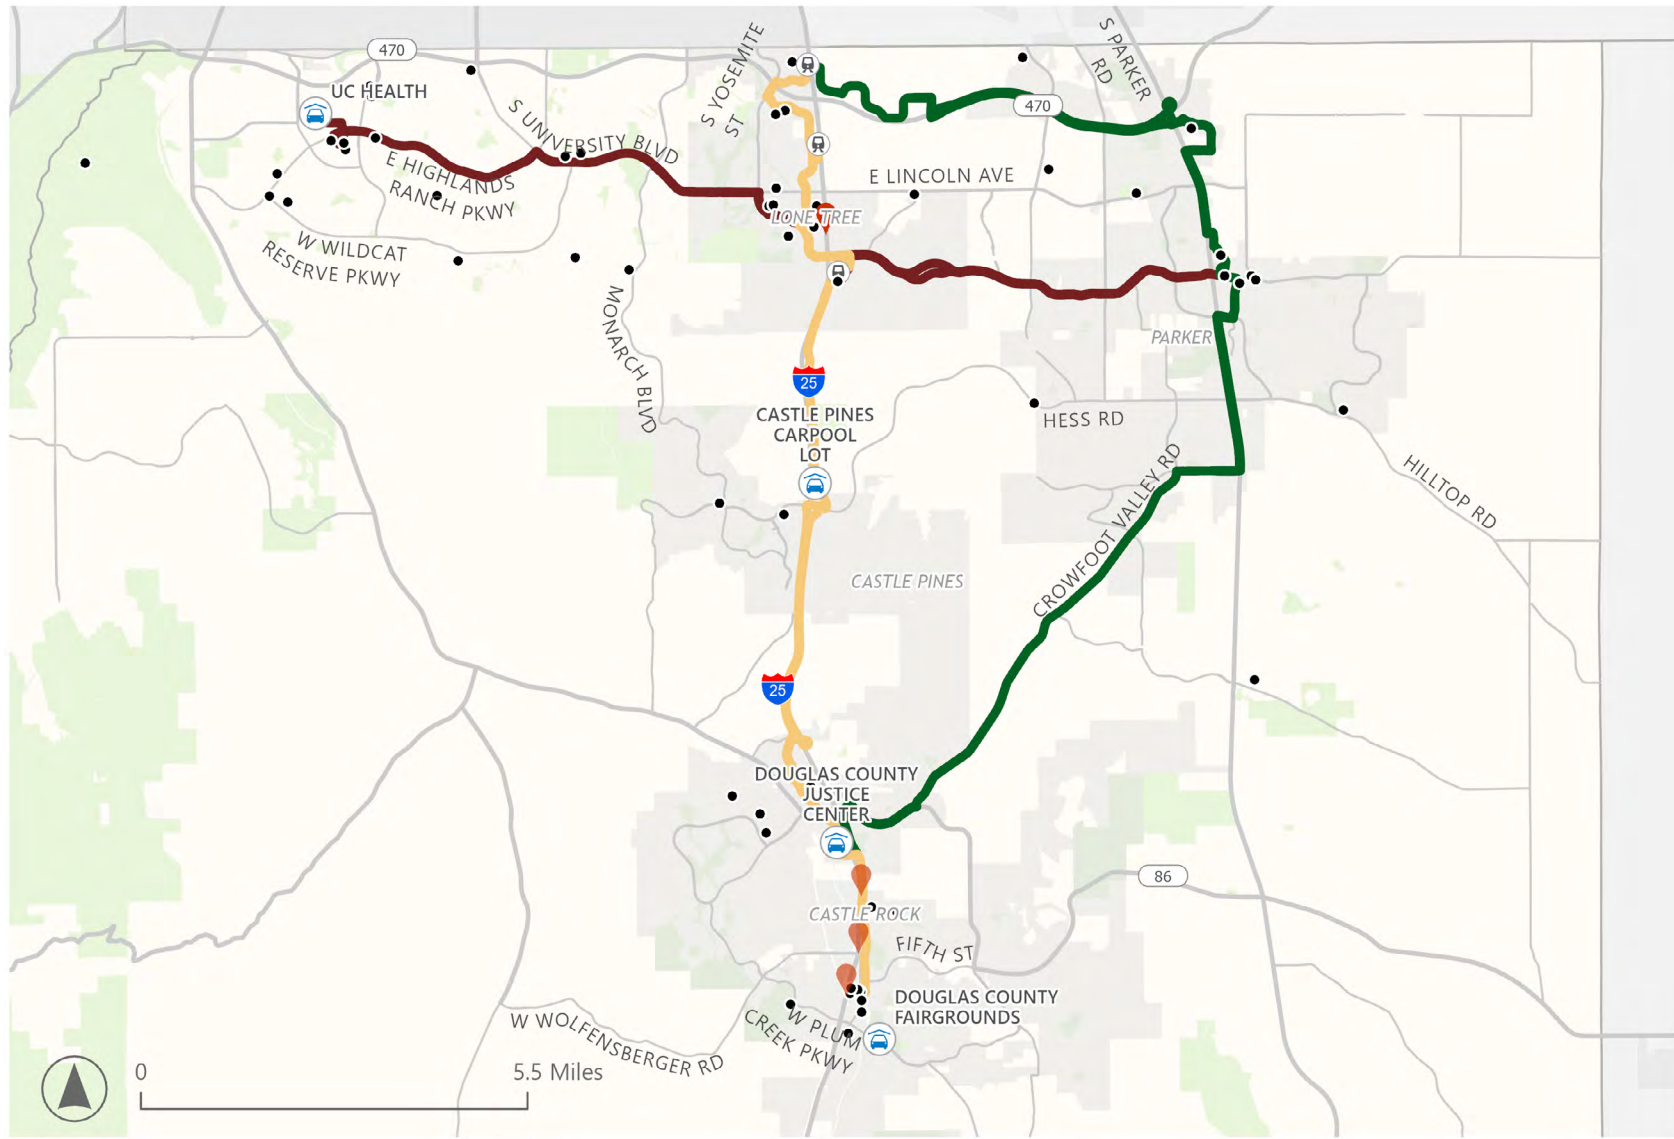 470
UC HEALTH
S UNIVERSITY BLVD
S YOSEMITE
ST
S PARKER
RD
470
E HIGHLANDS
RANCH PKWY
E LINCOLN AVE
LONE TREE
W WILDCAT
RESERVE PKWY
MONARCH BLVD
PARKER
25
CASTLE PINES
CARPOOL
LOT
HESS RD
HILLTOP RD
CROWFOOT VALLEY RD
CASTLE PINES
25
DOUGLAS COUNTY
JUSTICE
CENTER
86
CASTLE ROCK
FIFTH ST
DOUGLAS COUNTY
FAIRGROUNDS
W PLUM
CREEK PKWY
W WOLFENSBERGER RD
0
5.5 Miles